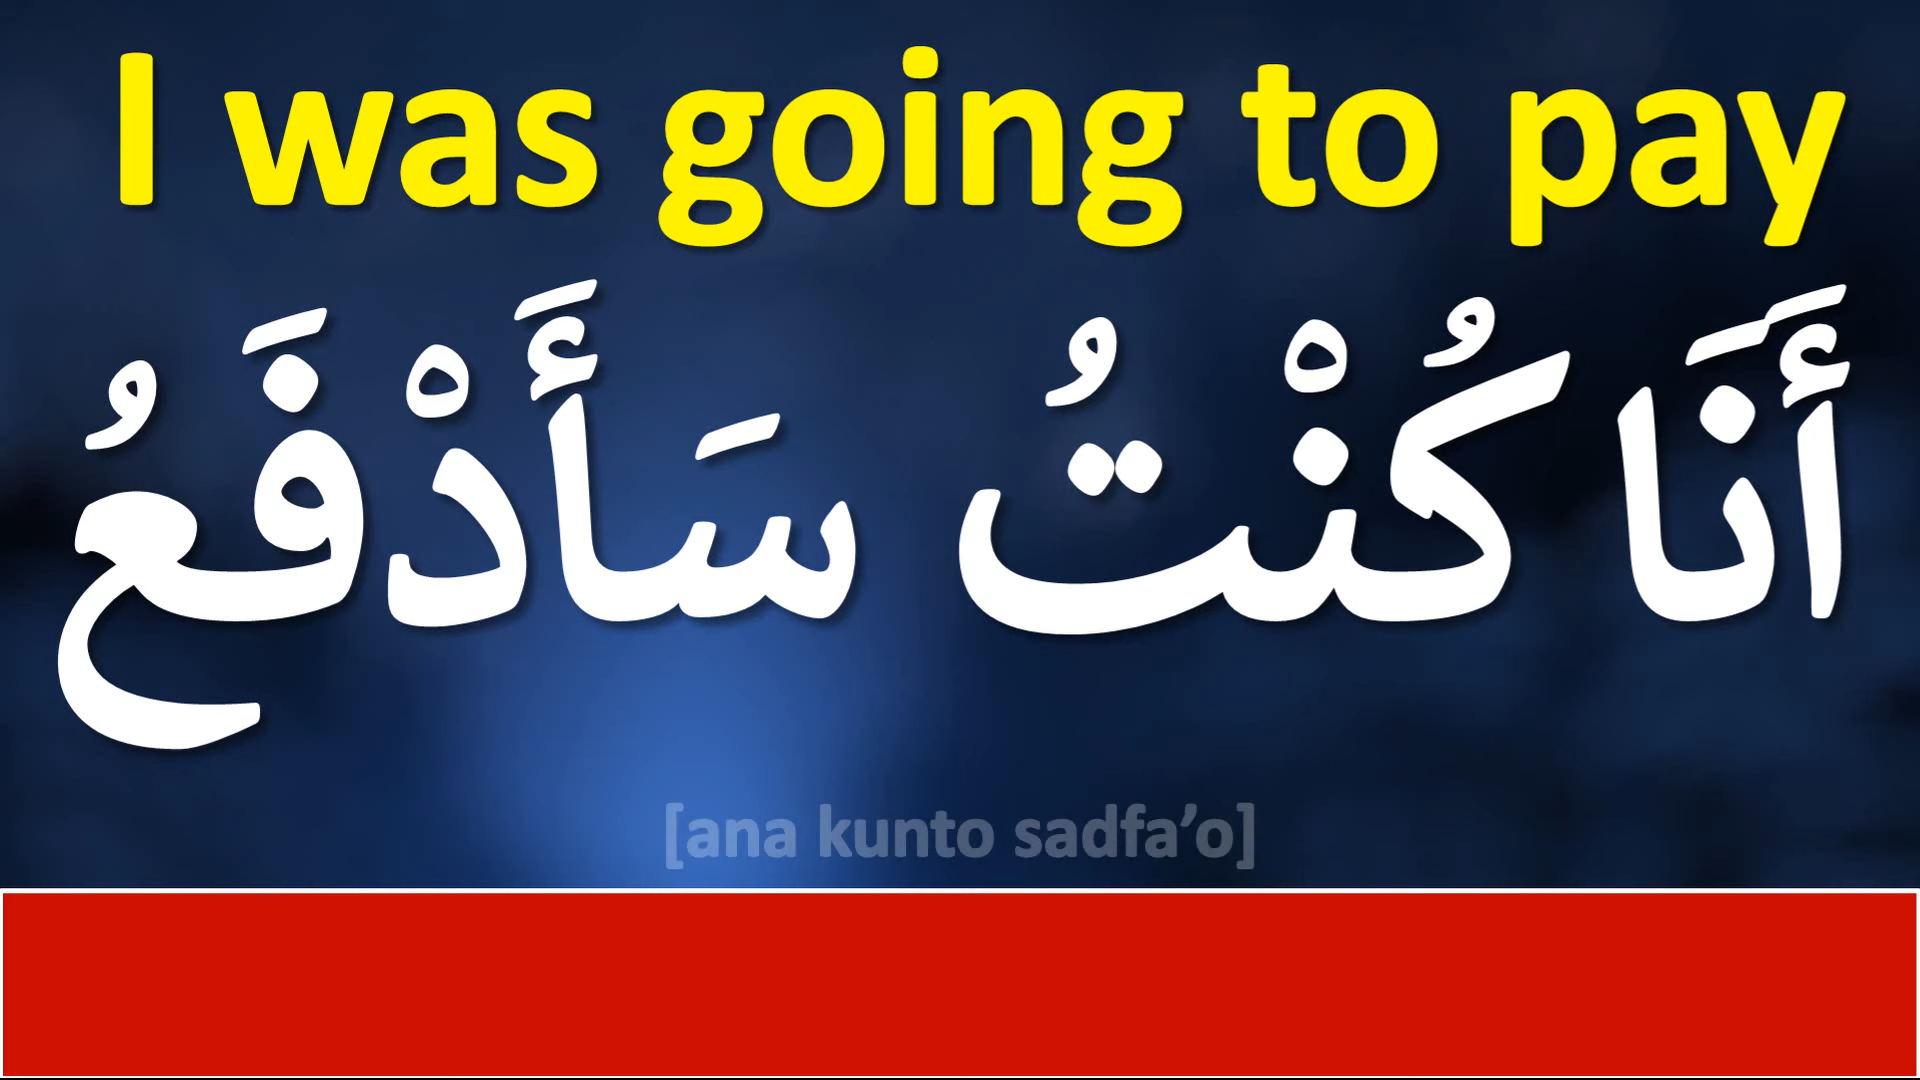 I was going to pay
أَنَا كُنْتُ سَأَدْفَعُ
[ana kunto sadfa’o]